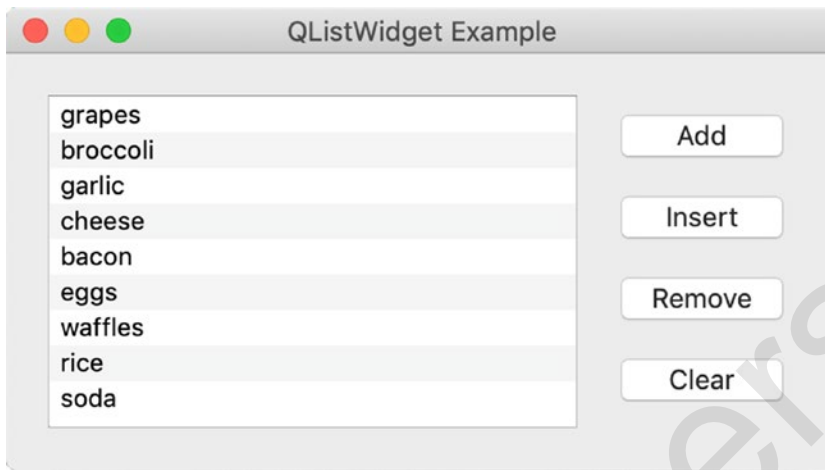 QListWidget Example
grapes
broccoli
garlic
cheese
bacon
eggs
waffles
rice
soda
Add
Insert
Remove
Clear